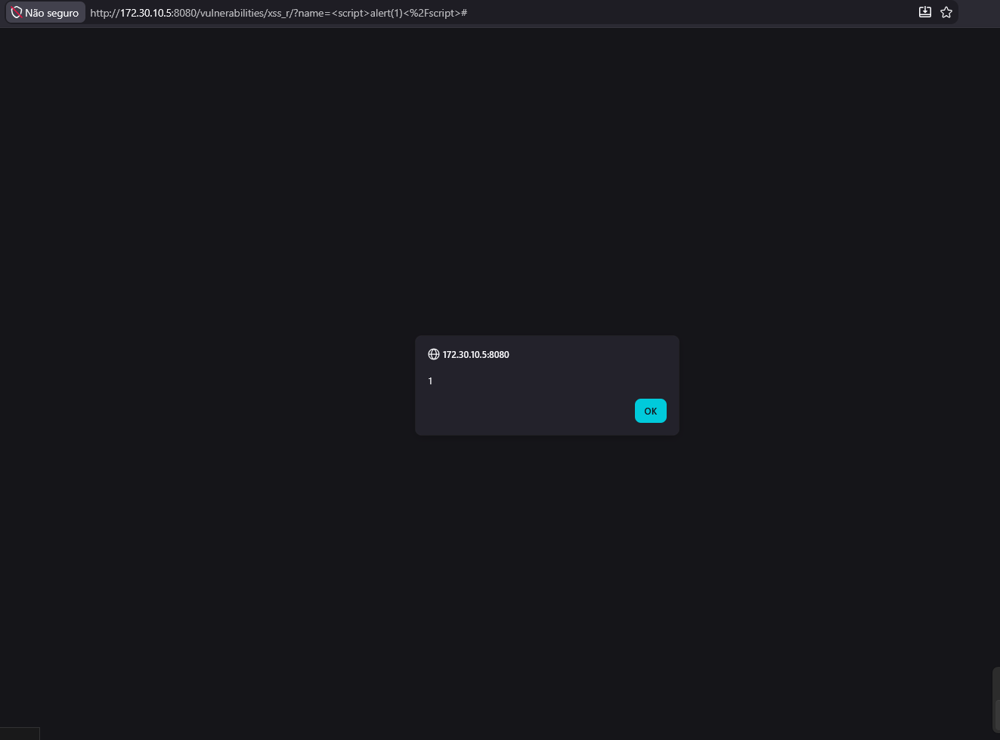 Não seguro http://172.30.10.5:8080/vulnerabilities/xss_r/?name=<script>alert(1)<%2Fscript>#
172.30.10.5:8080
1
OK